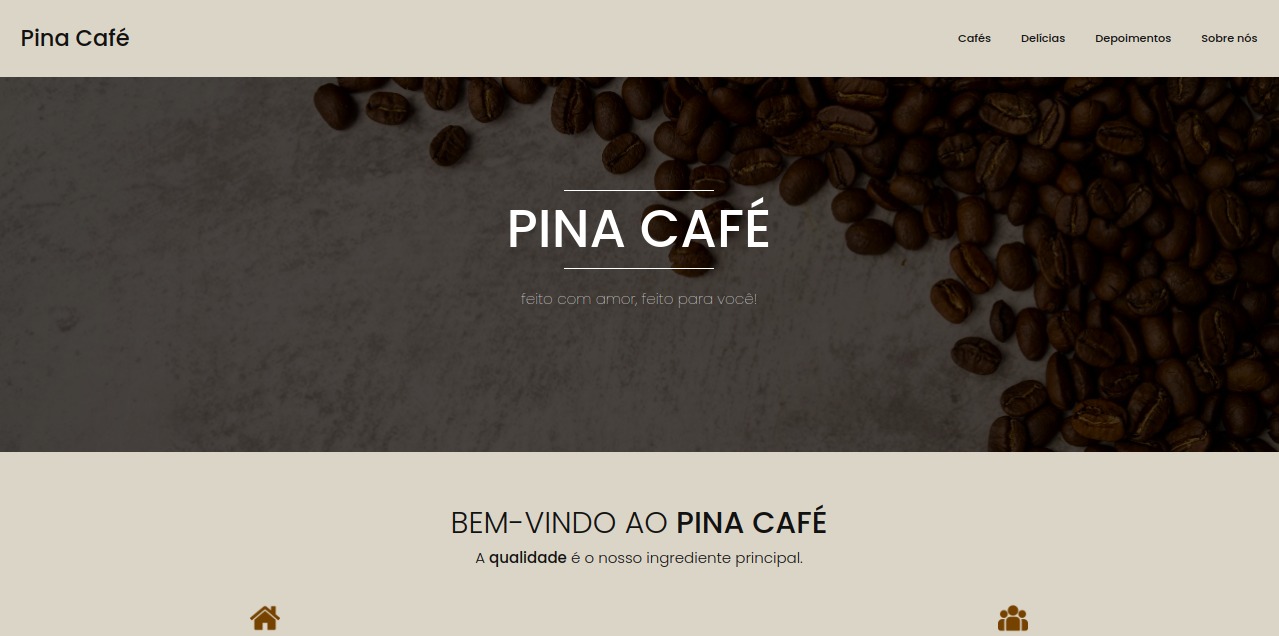 Pina Café
Cafés Delícias Depoimentos Sobre nós
PINA CAFÉ
feito com amor, feito para você!
BEM-VINDO AO PINA CAFÉ
A qualidade é o nosso ingrediente principal.